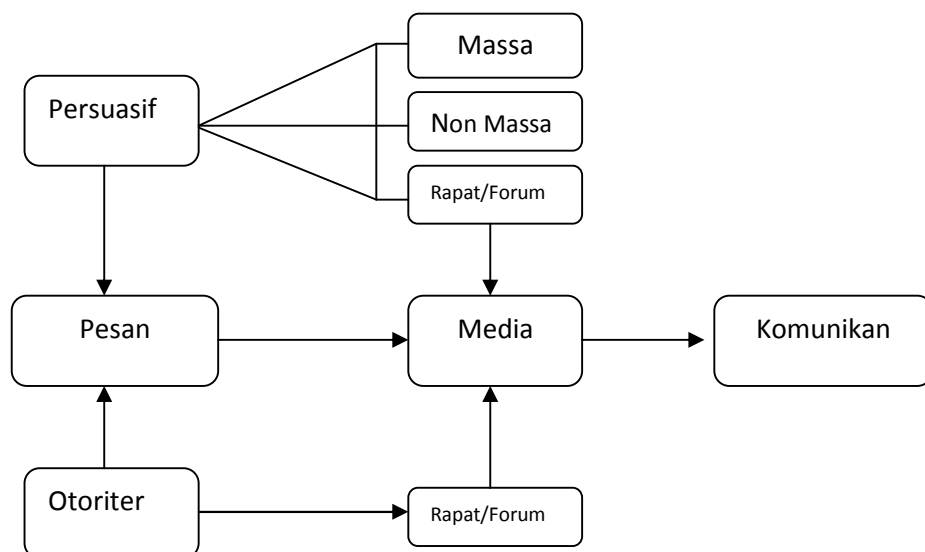 Massa
Persuasif
Non Massa
Rapat/Forum
Pesan
Media
Komunikan
Otoriter
Rapat/Forum